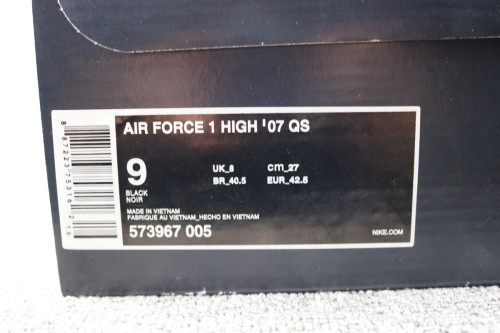 AIR FORCE 1 HIGH '07 QS
9
UK_8
cm_27
BR_40.5
EUR_42.5
BLACK
NOIR
MADE IN VIETNAM
FABRIQUE AU VIETNAM_HECHO EN VIETNAM
573967 005
NIKE.COM